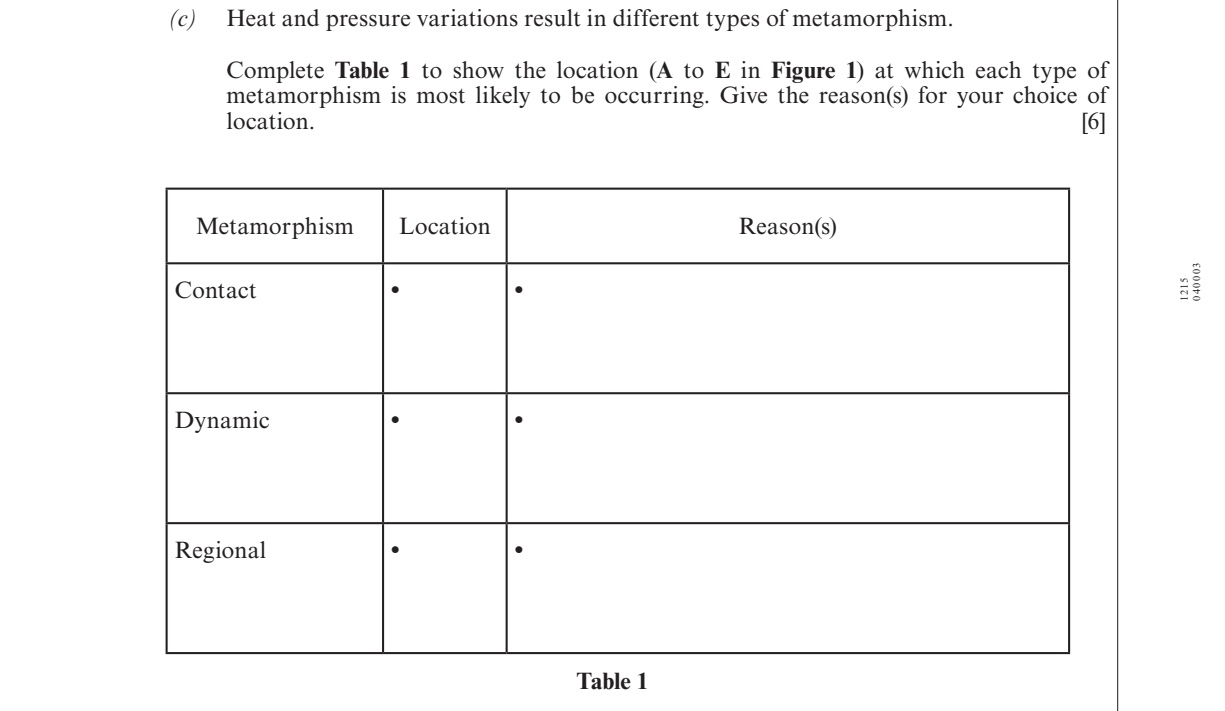 (c) Heat and pressure variations result in different types of metamorphism.
Complete Table 1 to show the location (A to E in Figure 1) at which each type of
metamorphism is most likely to be occurring. Give the reason(s) for your choice of
location. [6]
Metamorphism Location Reason(s)
Contact • •
Dynamic • •
Regional • •
Table 1
1215
040003